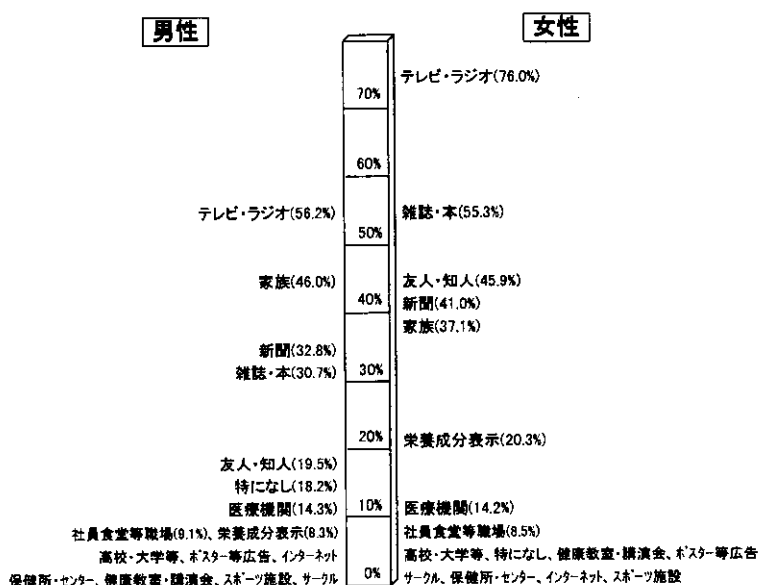 男性
女性
テレビ・ラジオ(76.0%)
70%
60%
テレビ・ラジオ(56.2%)
雑誌・本(55.3%)
50%
家族(46.0%)
友人・知人(45.9%)
40%
新聞(41.0%)
家族(37.1%)
新聞(32.8%)
雑誌・本(30.7%)
30%
20%
栄養成分表示(20.3%)
友人・知人(19.5%)
特になし(18.2%)
医療機関(14.3%)
10%
医療機関(14.2%)
社員食堂等職場(9.1%)、栄養成分表示(8.3%)
社員食堂等職場(8.5%)
高校・大学等、ポスター等広告、インターネット
高校・大学等、特になし、健康教室・講演会、ポスター等広告
保健所・センター、健康教室・講演会、スポーツ施設、サークル
0%
サークル、保健所・センター、インターネット、スポーツ施設